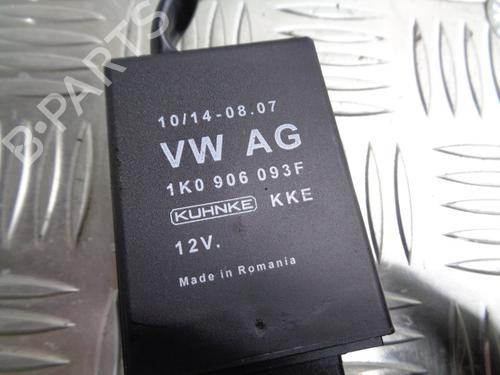 B-PARTS
10/14-08.07
VW AG
1K0 906 093F
KUHNKE KKE
12V.
Made in Romania